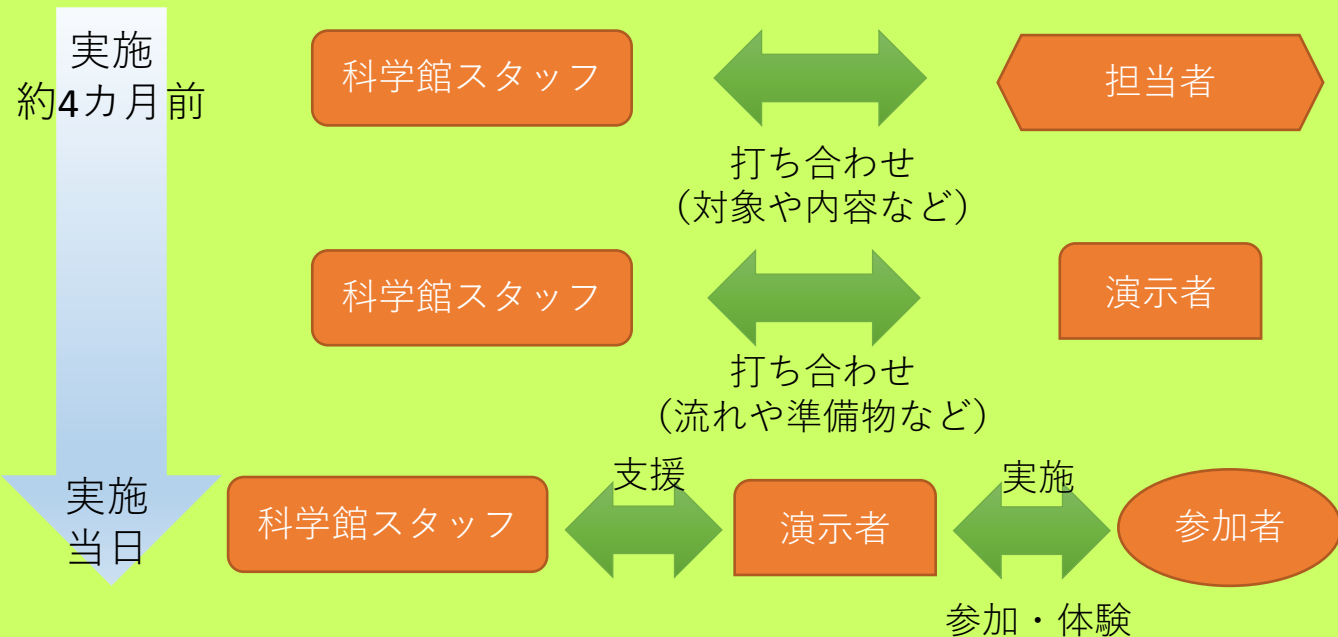 実施
約4カ月前
科学館スタッフ
担当者
打ち合わせ
（対象や内容など）
科学館スタッフ
演示者
打ち合わせ
（流れや準備物など）
実施
当日
科学館スタッフ
支援
演示者
実施
参加者
参加・体験